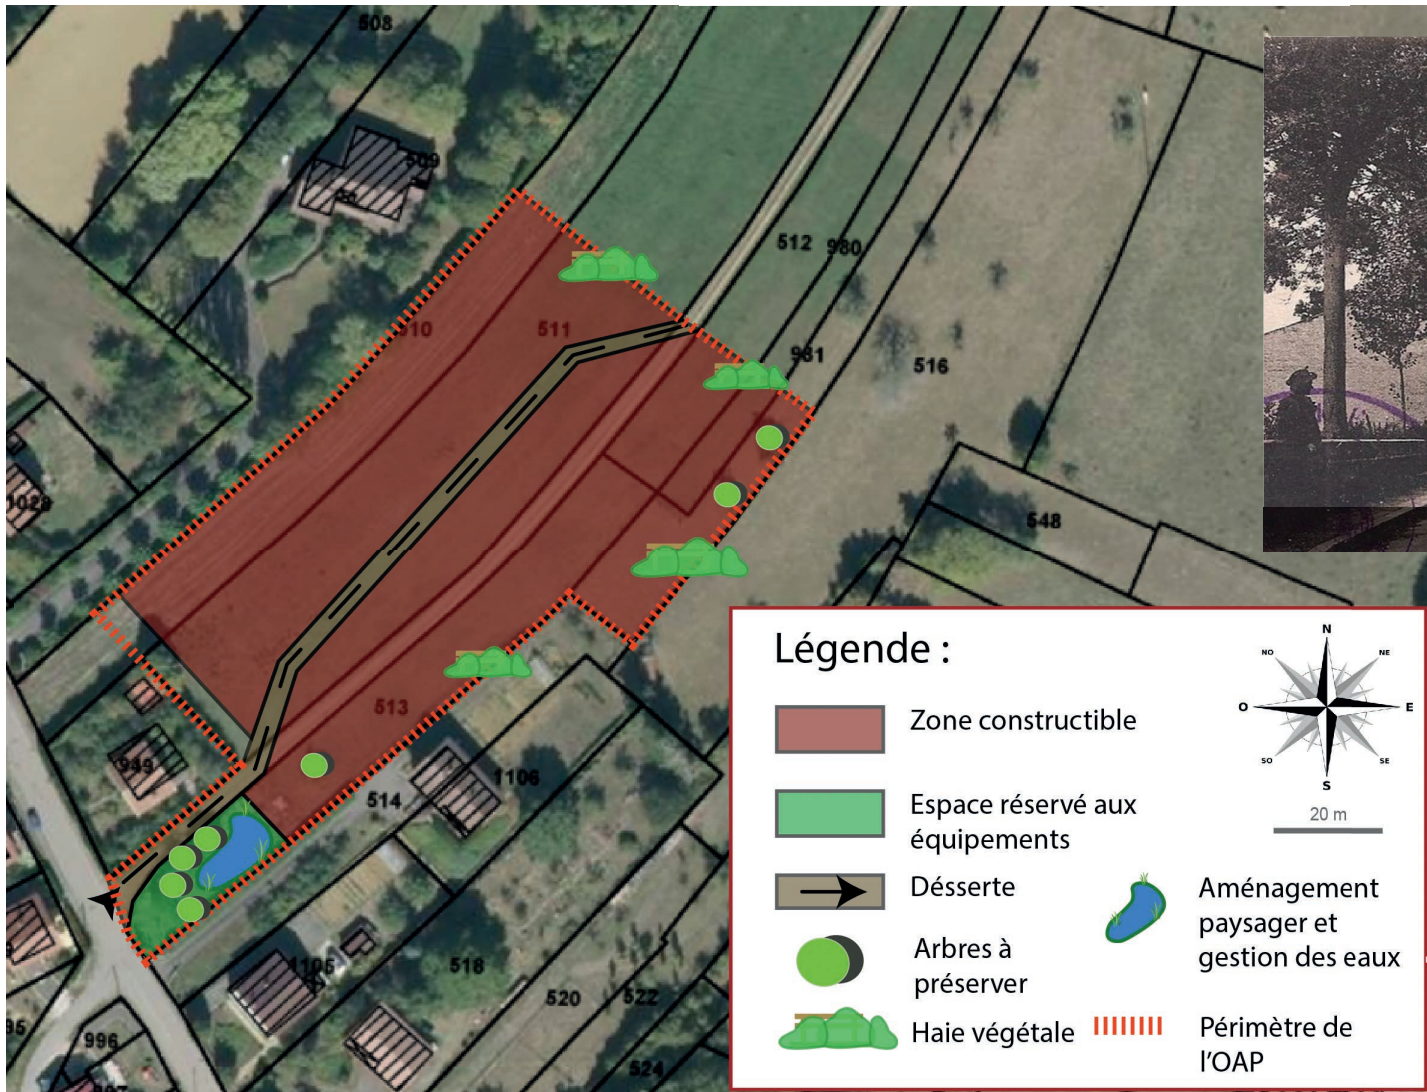 508
509
510
511
512
980
981
516
1028
548
513
949
514
1106
1105
518
520
522
996
524
Légende :
Zone constructible
Espace réservé aux
équipements
Désserte
Arbres à
préserver
Haie végétale
N
NO
NE
O
E
SO
SE
S
20 m
Aménagement
paysager et
gestion des eaux
Périmètre de
l'OAP